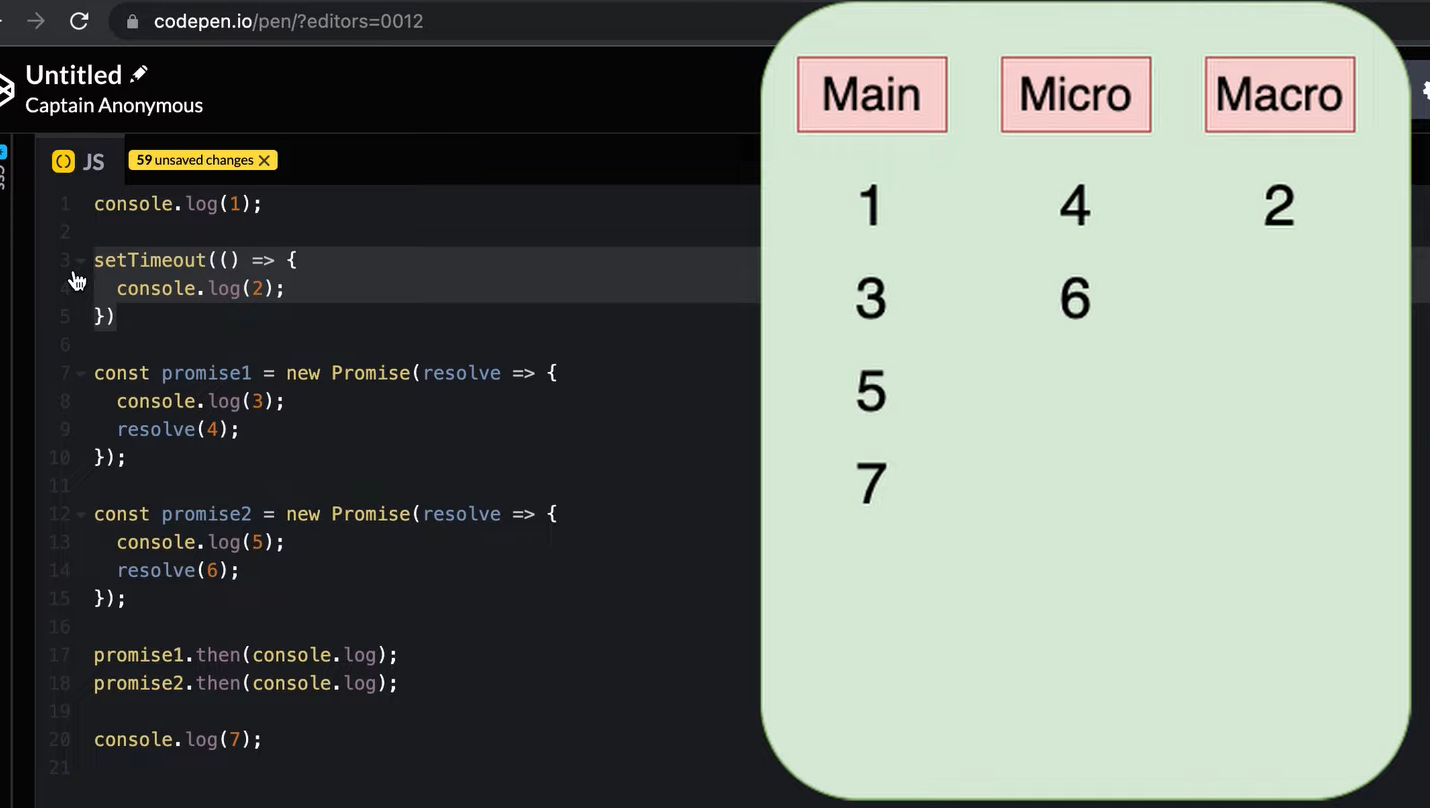 codepen.io/pen/?editors=0012
Untitled
Captain Anonymous
CSS
JS
59 unsaved changes
1 console.log(1);
2
3 setTimeout(() => {
4 console.log(2);
5 })
6
7 const promise1 = new Promise(resolve => {
8 console.log(3);
9 resolve(4);
10 });
11
12 const promise2 = new Promise(resolve => {
13 console.log(5);
14 resolve(6);
15 });
16
17 promise1.then(console.log);
18 promise2.then(console.log);
19
20 console.log(7);
21
Main Micro Macro
1 4 2
3 6
5
7